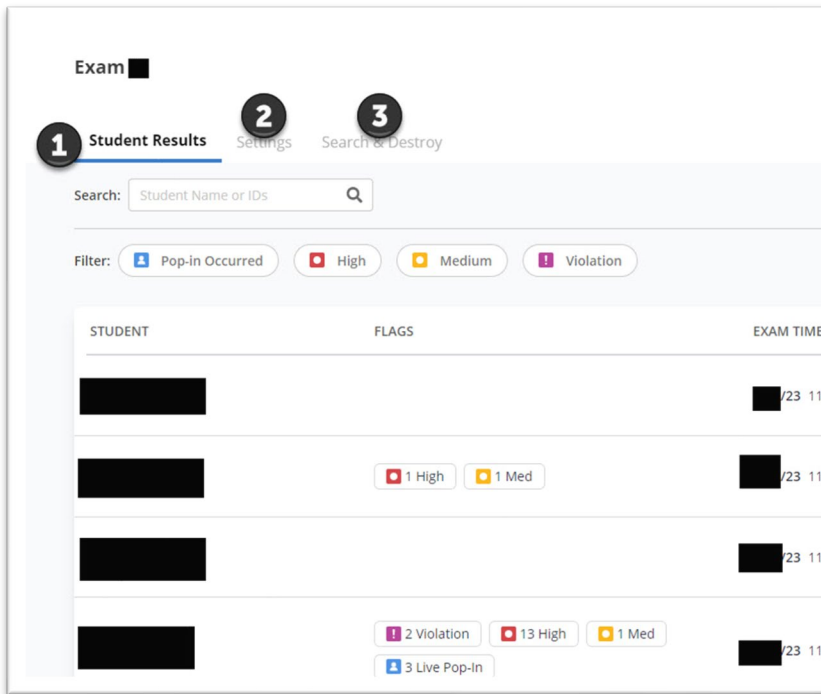 Exam
1 Student Results 2 Settings 3 Search & Destroy
Search: Student Name or IDs
Filter: Pop-in Occurred High Medium ! Violation
STUDENT FLAGS EXAM TIME
/23 11
1 High 1 Med /23 11
/23 11
! 2 Violation 13 High 1 Med
/23 11
3 Live Pop-In